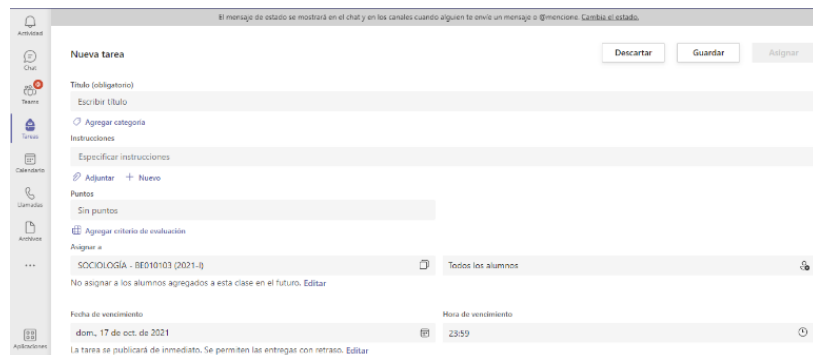 El mensaje de estado se mostrará en el chat y en los canales cuando alguien te envíe un mensaje o @mencione. Cambia el estado.
Actividad
Chat
Teams
Tareas
Calendario
Llamadas
Archivos
...
Aplicaciones
Nueva tarea
Descartar
Guardar
Asignar
Título (obligatorio)
Escribir título
Agregar categoría
Instrucciones
Especificar instrucciones
Adjuntar + Nuevo
Puntos
Sin puntos
Agregar criterio de evaluación
Asignar a
SOCIOLOGÍA - BE010103 (2021-I)
Todos los alumnos
No asignar a los alumnos agregados a esta clase en el futuro. Editar
Fecha de vencimiento
Hora de vencimiento
dom., 17 de oct. de 2021
23:59
La tarea se publicará de inmediato. Se permiten las entregas con retraso. Editar